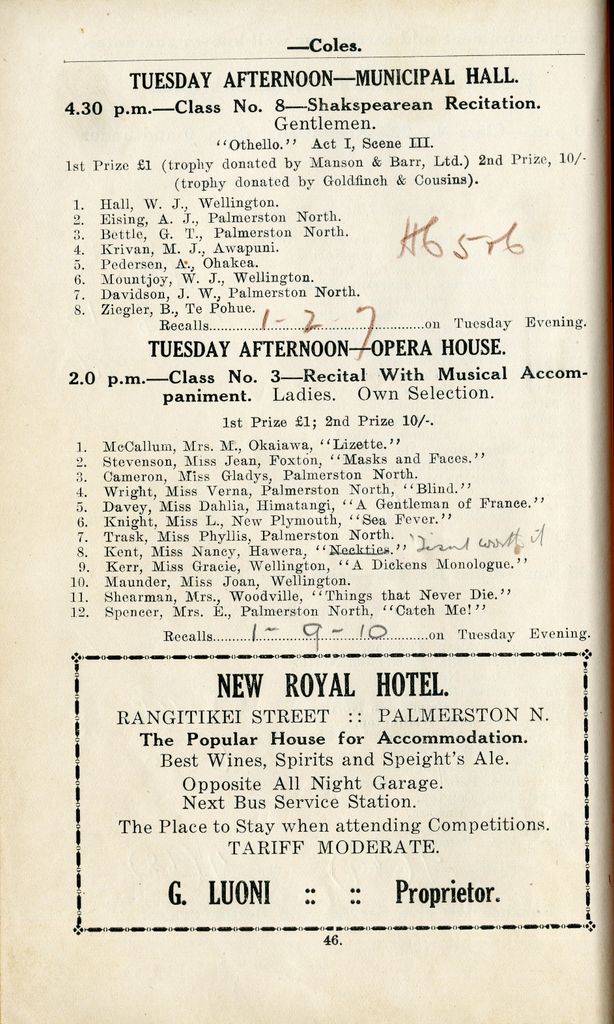 —Coles.
TUESDAY AFTERNOON—MUNICIPAL HALL.
4.30 p.m.—Class No. 8—Shakspearean Recitation.
Gentlemen.
"Othello." Act I, Scene III.
1st Prize £1 (trophy donated by Manson & Barr, Ltd.) 2nd Prize, 10/-
(trophy donated by Goldfinch & Cousins).
1. Hall, W. J., Wellington.
2. Eising, A. J., Palmerston North.
3. Bettle, G. T., Palmerston North.
4. Krivan, M. J., Awapuni.
5. Pedersen, A., Ohakea.
6. Mountjoy, W. J., Wellington.
7. Davidson, J. W., Palmerston North.
8. Ziegler, B., Te Pohue.
Recalls....1-2-7....on Tuesday Evening.
TUESDAY AFTERNOON—OPERA HOUSE.
2.0 p.m.—Class No. 3—Recital With Musical Accom-
paniment. Ladies. Own Selection.
1st Prize £1; 2nd Prize 10/-.
1. McCallum, Mrs. M., Okaiawa, "Lizette."
2. Stevenson, Miss Jean, Foxton, "Masks and Faces."
3. Cameron, Miss Gladys, Palmerston North.
4. Wright, Miss Verna, Palmerston North, "Blind."
5. Davey, Miss Dahlia, Himatangi, "A Gentleman of France."
6. Knight, Miss L., New Plymouth, "Sea Fever."
7. Trask, Miss Phyllis, Palmerston North.
8. Kent, Miss Nancy, Hawera, "Neckties." worth it
9. Kerr, Miss Gracie, Wellington, "A Dickens Monologue."
10. Maunder, Miss Joan, Wellington.
11. Shearman, Mrs., Woodville, "Things that Never Die."
12. Spencer, Mrs. E., Palmerston North, "Catch Me!"
Recalls....1-9-10....on Tuesday Evening.
NEW ROYAL HOTEL.
RANGITIKEI STREET :: PALMERSTON N.
The Popular House for Accommodation.
Best Wines, Spirits and Speight's Ale.
Opposite All Night Garage.
Next Bus Service Station.
The Place to Stay when attending Competitions.
TARIFF MODERATE.
G. LUONI :: :: Proprietor.
46.